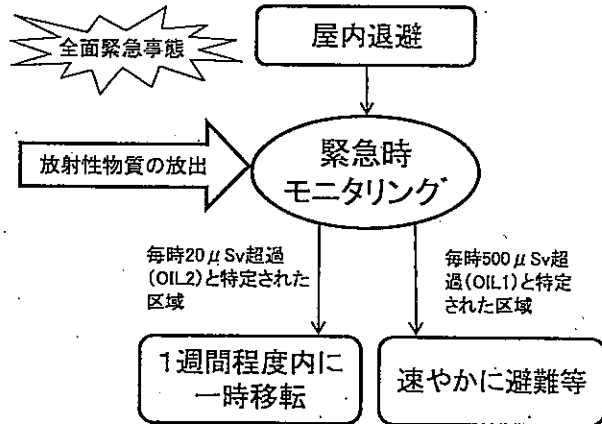 全面緊急事態
屋内退避
放射性物質の放出
緊急時
モニタリング
毎時20μSv超過
(OIL2)と特定された
区域
毎時500μSv超
過(OIL1)と特定
された区域
1週間程度内に
一時移転
速やかに避難等